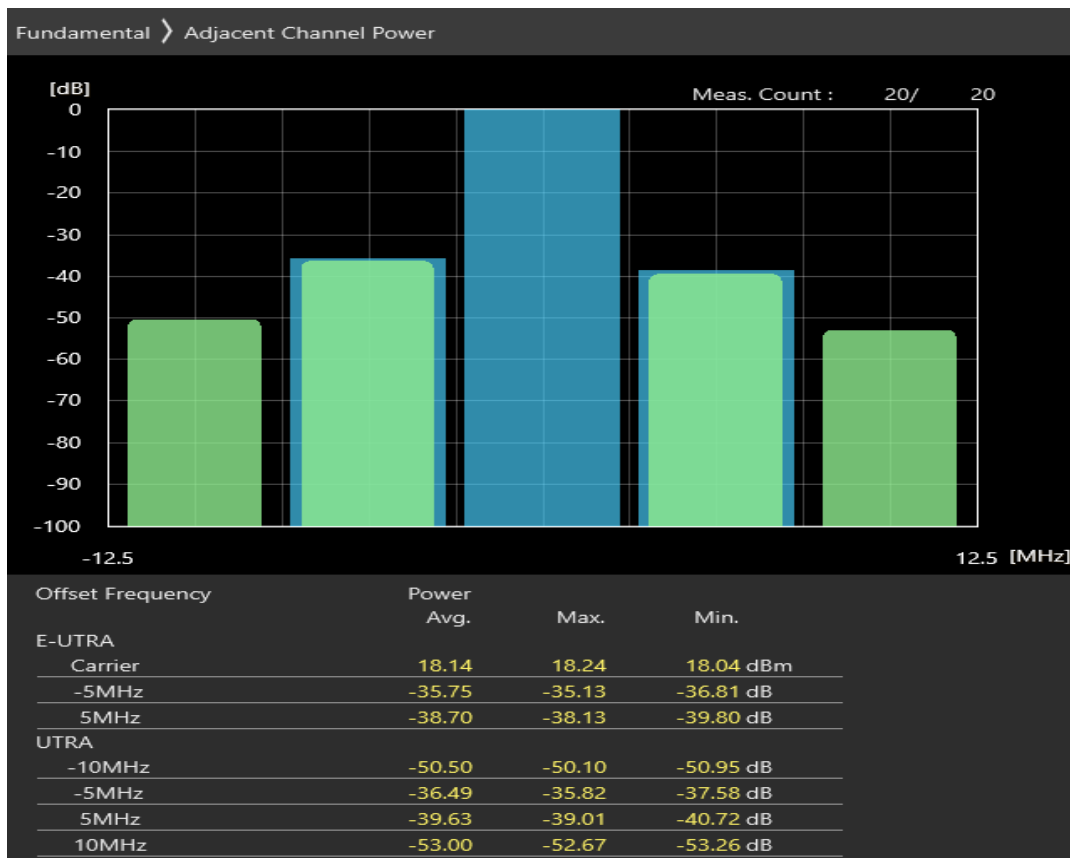 Fundamental 〉 Adjacent Channel Power
[dB]
Meas. Count : 20/ 20
0
-10
-20
-30
-40
-50
-60
-70
-80
-90
-100
-12.5 12.5 [MHz]
Offset Frequency Power
Avg. Max. Min.
E-UTRA
Carrier 18.14 18.24 18.04 dBm
-5MHz -35.75 -35.13 -36.81 dB
5MHz -38.70 -38.13 -39.80 dB
UTRA
-10MHz -50.50 -50.10 -50.95 dB
-5MHz -36.49 -35.82 -37.58 dB
5MHz -39.63 -39.01 -40.72 dB
10MHz -53.00 -52.67 -53.26 dB